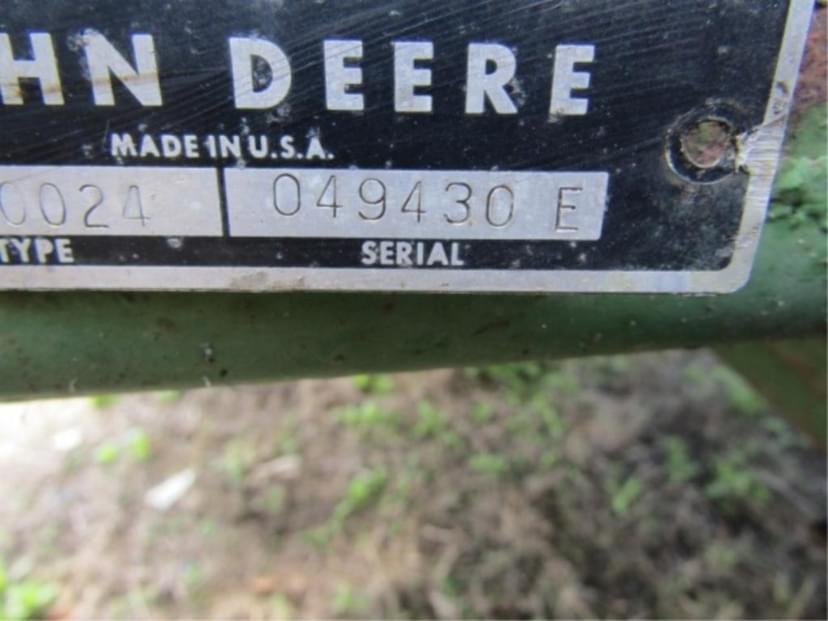 HN DEERE
MADE IN U.S.A.
0024 049430 E
TYPE SERIAL